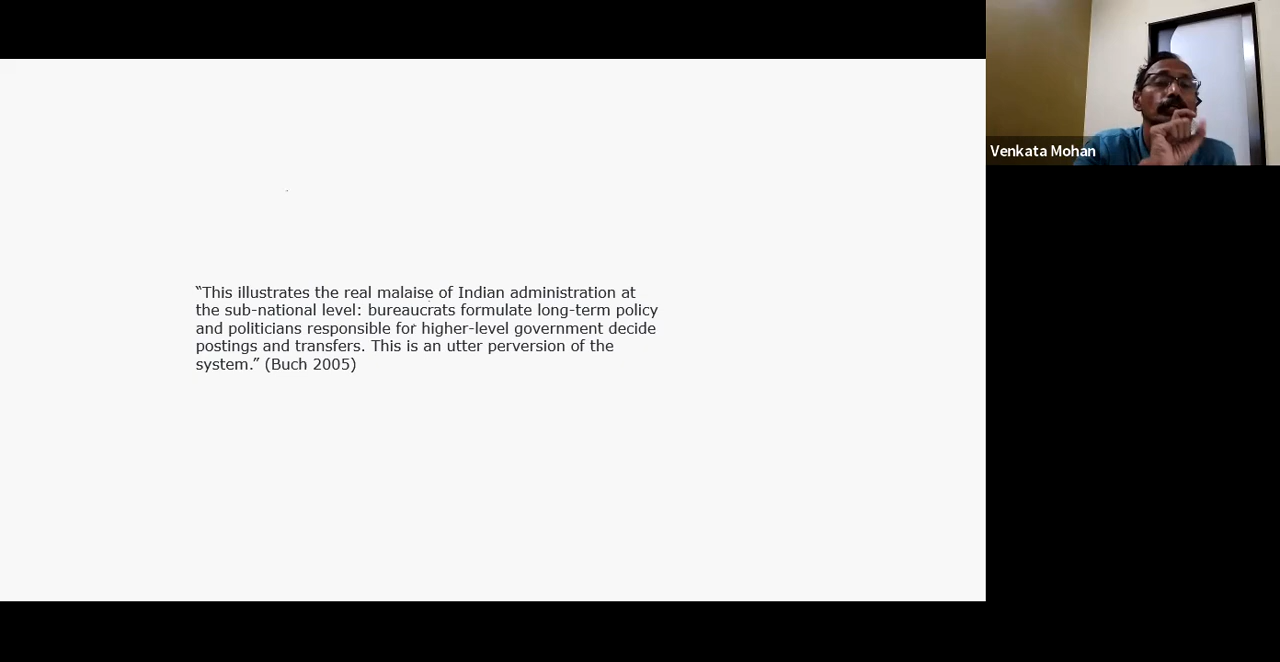 “This illustrates the real malaise of Indian administration at
the sub-national level: bureaucrats formulate long-term policy
and politicians responsible for higher-level government decide
postings and transfers. This is an utter perversion of the
system.” (Buch 2005)
Venkata Mohan